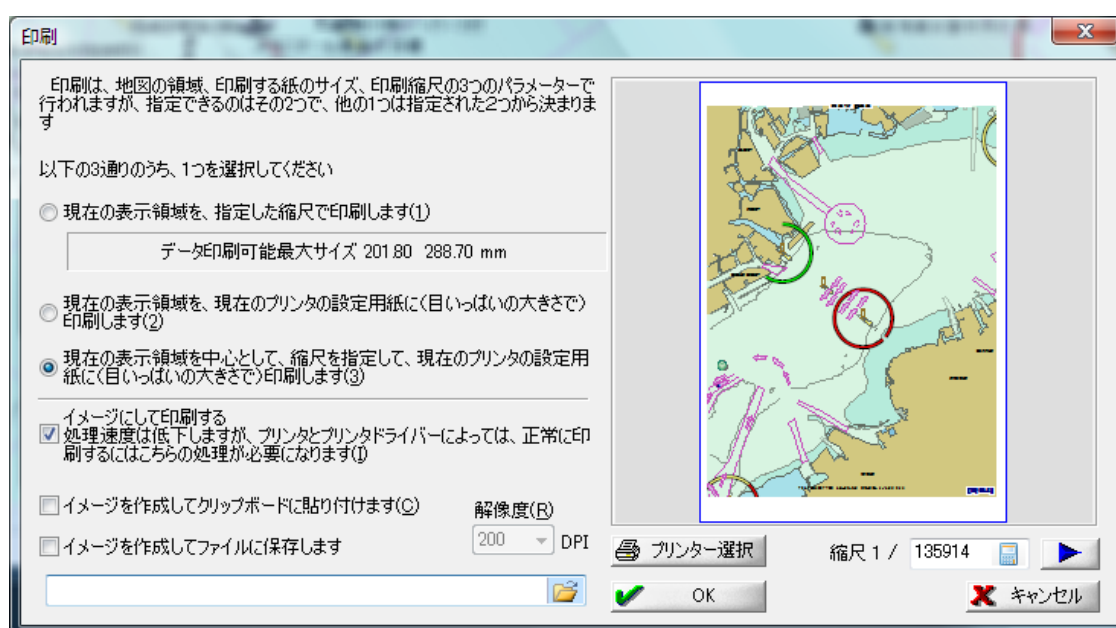 印刷
印刷は、地図の領域、印刷する紙のサイズ、印刷縮尺の3つのパラメーターで
行われますが、指定できるのはその2つで、他の1つは指定された2つから決まりま
す
以下の3通りのうち、1つを選択してください
現在の表示領域を、指定した縮尺で印刷します(1)
データ印刷可能最大サイズ 201.80 288.70 mm
現在の表示領域を、現在のプリンタの設定用紙に(目いっぱいの大きさで)
印刷します(2)
現在の表示領域を中心として、縮尺を指定して、現在のプリンタの設定用
紙に(目いっぱいの大きさで)印刷します(3)
イメージにして印刷する
処理速度は低下しますが、プリンタとプリンタドライバーによっては、正常に印
刷するにはこちらの処理が必要になります(I)
イメージを作成してクリップボードに貼り付けます(C)
解像度(R)
イメージを作成してファイルに保存します
200 DPI
プリンター選択
縮尺 1 / 135914
OK
キャンセル